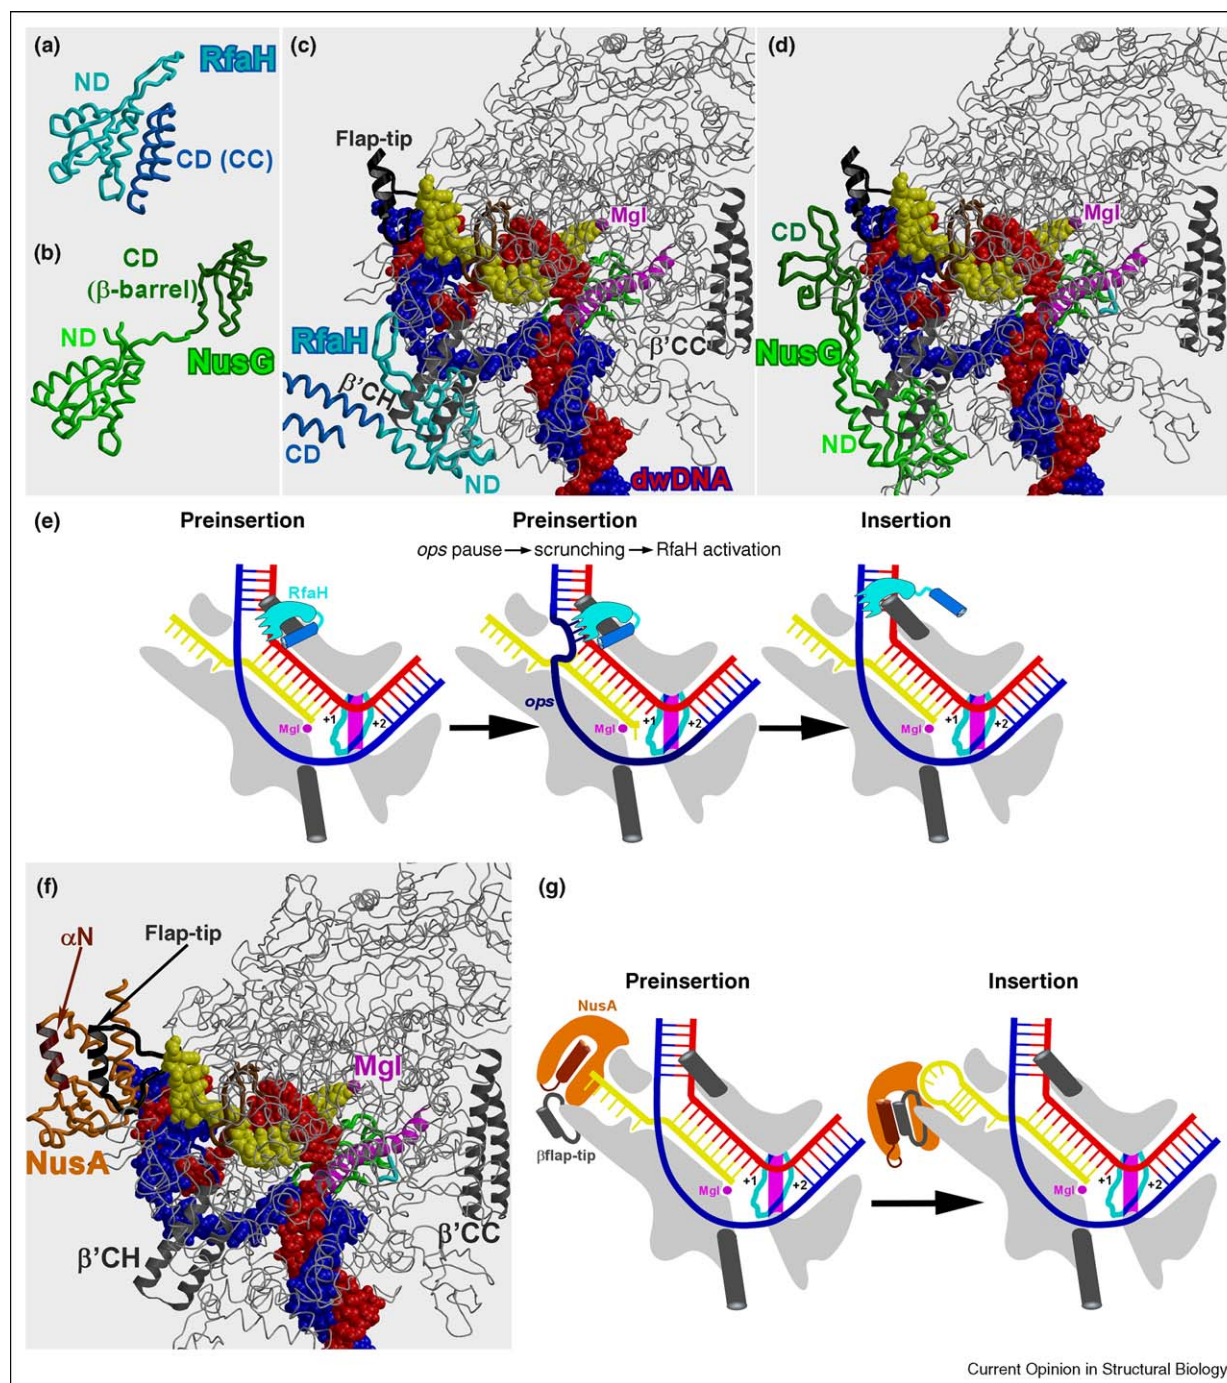 (a)
RfaH
ND
CD (CC)
(b)
CD
(β-barrel)
ND
NusG
(c)
Flap-tip
MgI
RfaH
β'CH
β'CC
CD
ND
dwDNA
(d)
MgI
CD
NusG
ND
(e)
Preinsertion
Preinsertion
Insertion
ops pause → scrunching → RfaH activation
RfaH
MgI
+1
+2
ops
MgI
+1
+2
MgI
+1
+2
(f)
αN
Flap-tip
MgI
NusA
β'CH
β'CC
(g)
Preinsertion
Insertion
NusA
βflap-tip
MgI
+1
+2
MgI
+1
+2
Current Opinion in Structural Biology